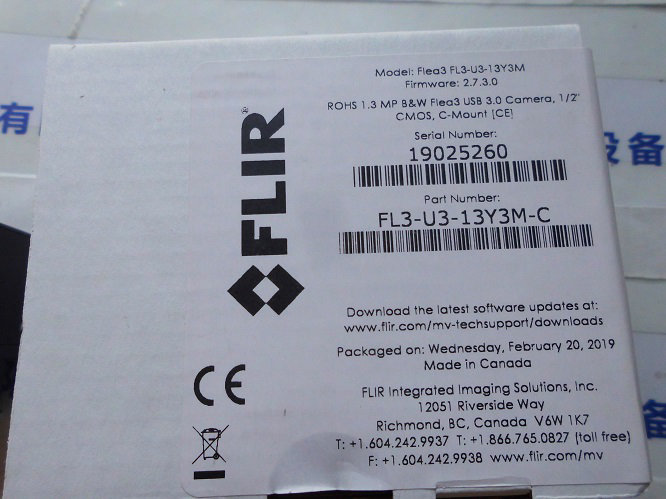 Model: Flea3 FL3-U3-13Y3M
Firmware: 2.7.3.0
ROHS 1.3 MP B&W Flea3 USB 3.0 Camera, 1/2"
CMOS, C-Mount [CE]
Serial Number:
19025260
Part Number:
FL3-U3-13Y3M-C
FLIR®
Download the latest software updates at:
www.flir.com/mv-techsupport/downloads
Packaged on: Wednesday, February 20, 2019
Made in Canada
CE
FLIR Integrated Imaging Solutions, Inc.
12051 Riverside Way
Richmond, BC, Canada V6W 1K7
T: +1.604.242.9937 T: +1.866.765.0827 (toll free)
F: +1.604.242.9938 www.flir.com/mv
有
设备